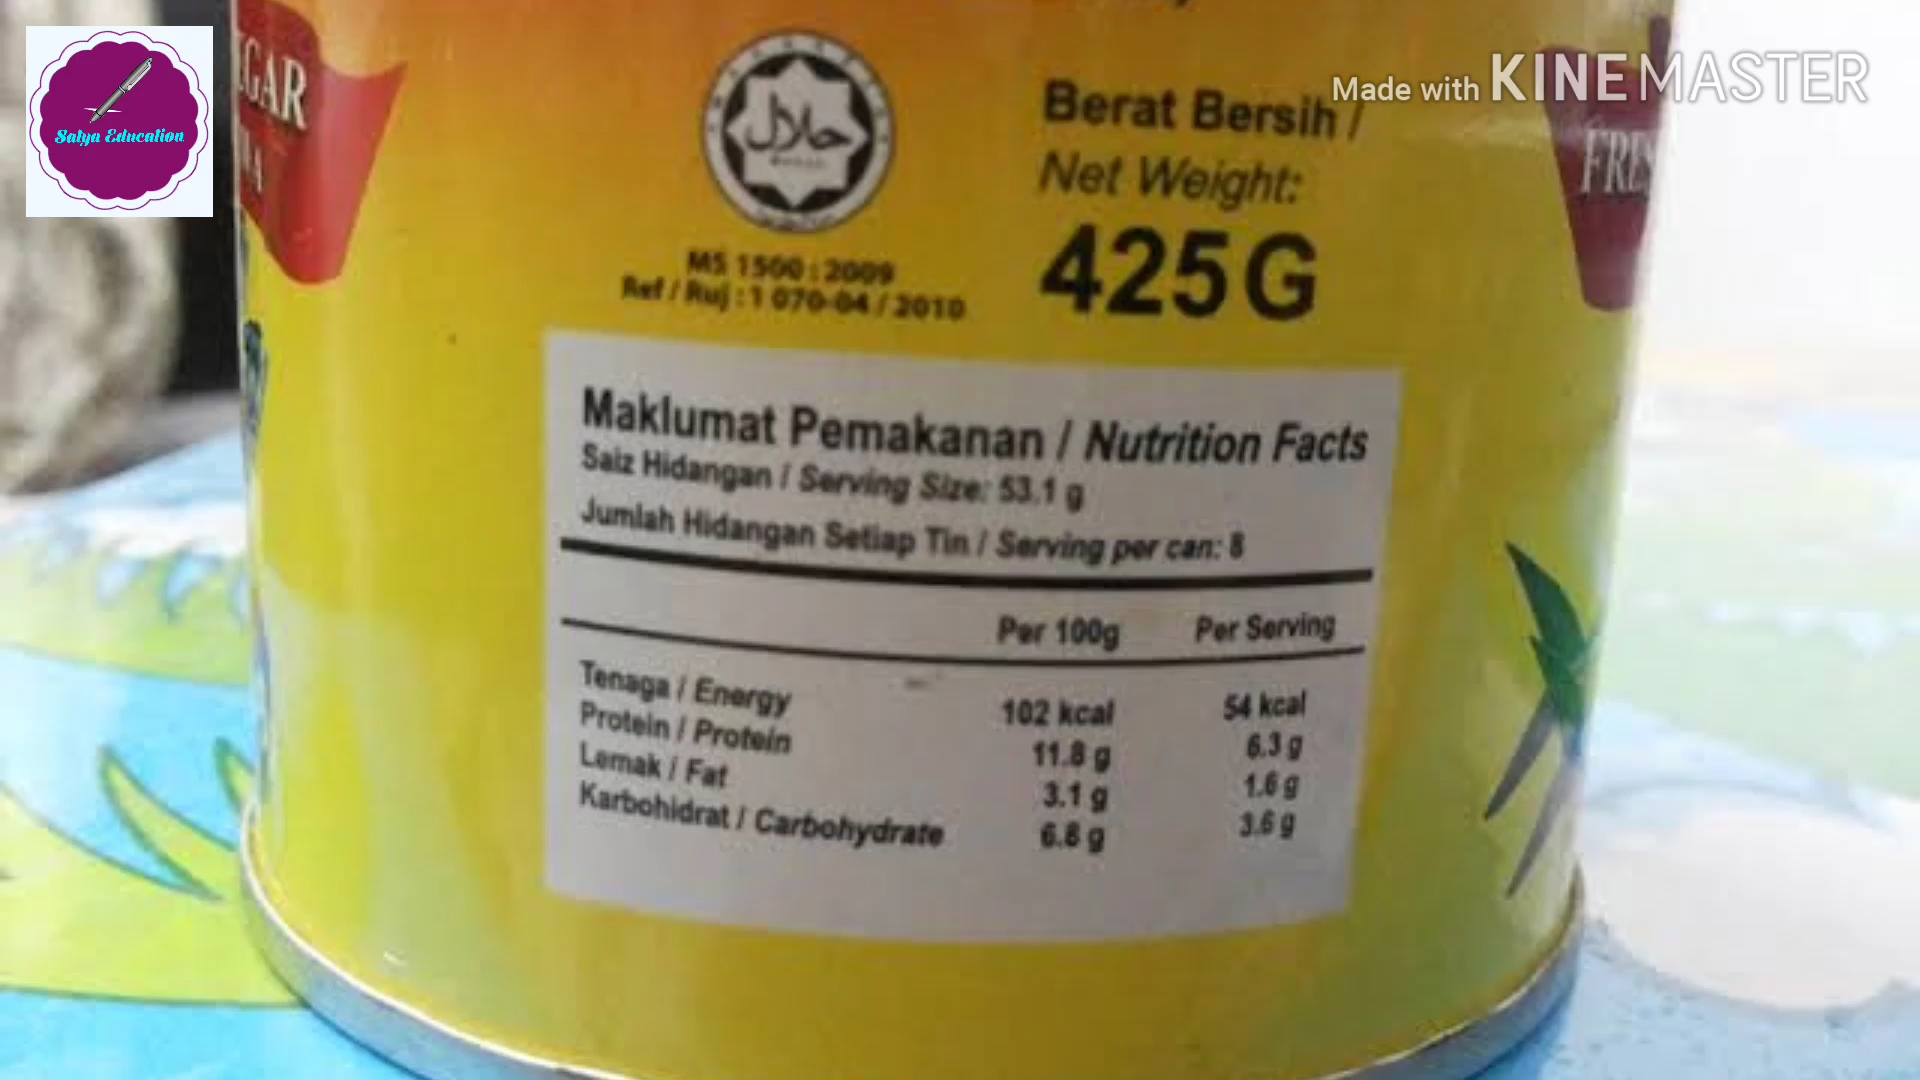 Satya Education
Made with KINEMASTER
GAR
FRES
حلال
MS 1500 : 2009
Ref / Ruj : 1 070-04 / 2010
Berat Bersih /
Net Weight:
425G
Maklumat Pemakanan / Nutrition Facts
Saiz Hidangan / Serving Size: 53.1 g
Jumlah Hidangan Setiap Tin / Serving per can: 8
Per 100g Per Serving
Tenaga / Energy 102 kcal 54 kcal
Protein / Protein 11.8 g 6.3 g
Lemak / Fat 3.1 g 1.6 g
Karbohidrat / Carbohydrate 6.8 g 3.6 g